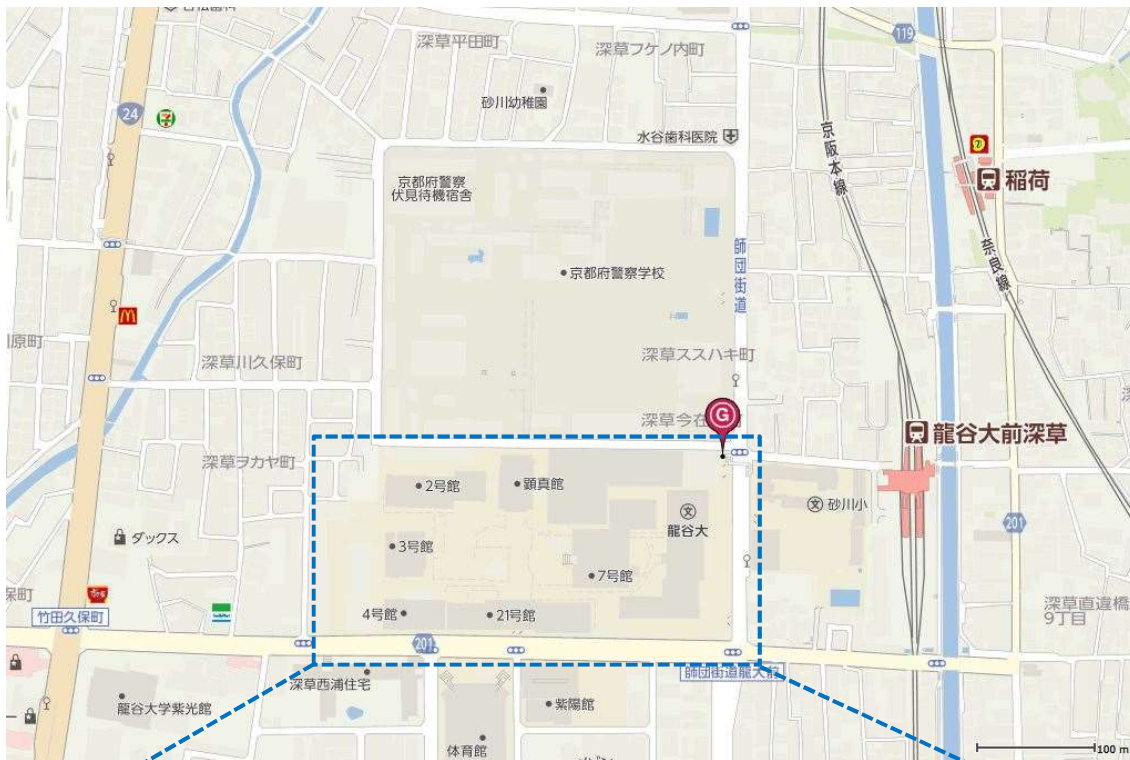 深草平田町
深草フケノ内町
119
砂川幼稚園
24
水谷歯科医院
京阪本線
稲荷
京都府警察
伏見待機宿舎
師団街道
奈良線
京都府警察学校
深草ススハキ町
原町
深草川久保町
深草今在
G
龍谷大前深草
深草ヲカヤ町
2号館
顕真館
文
龍谷大
文 砂川小
201
ダックス
3号館
7号館
保町
竹田久保町
4号館
21号館
深草直違橋
9丁目
201
師団街道龍大前
深草西浦住宅
龍谷大学紫光館
紫陽館
体育館
100 m